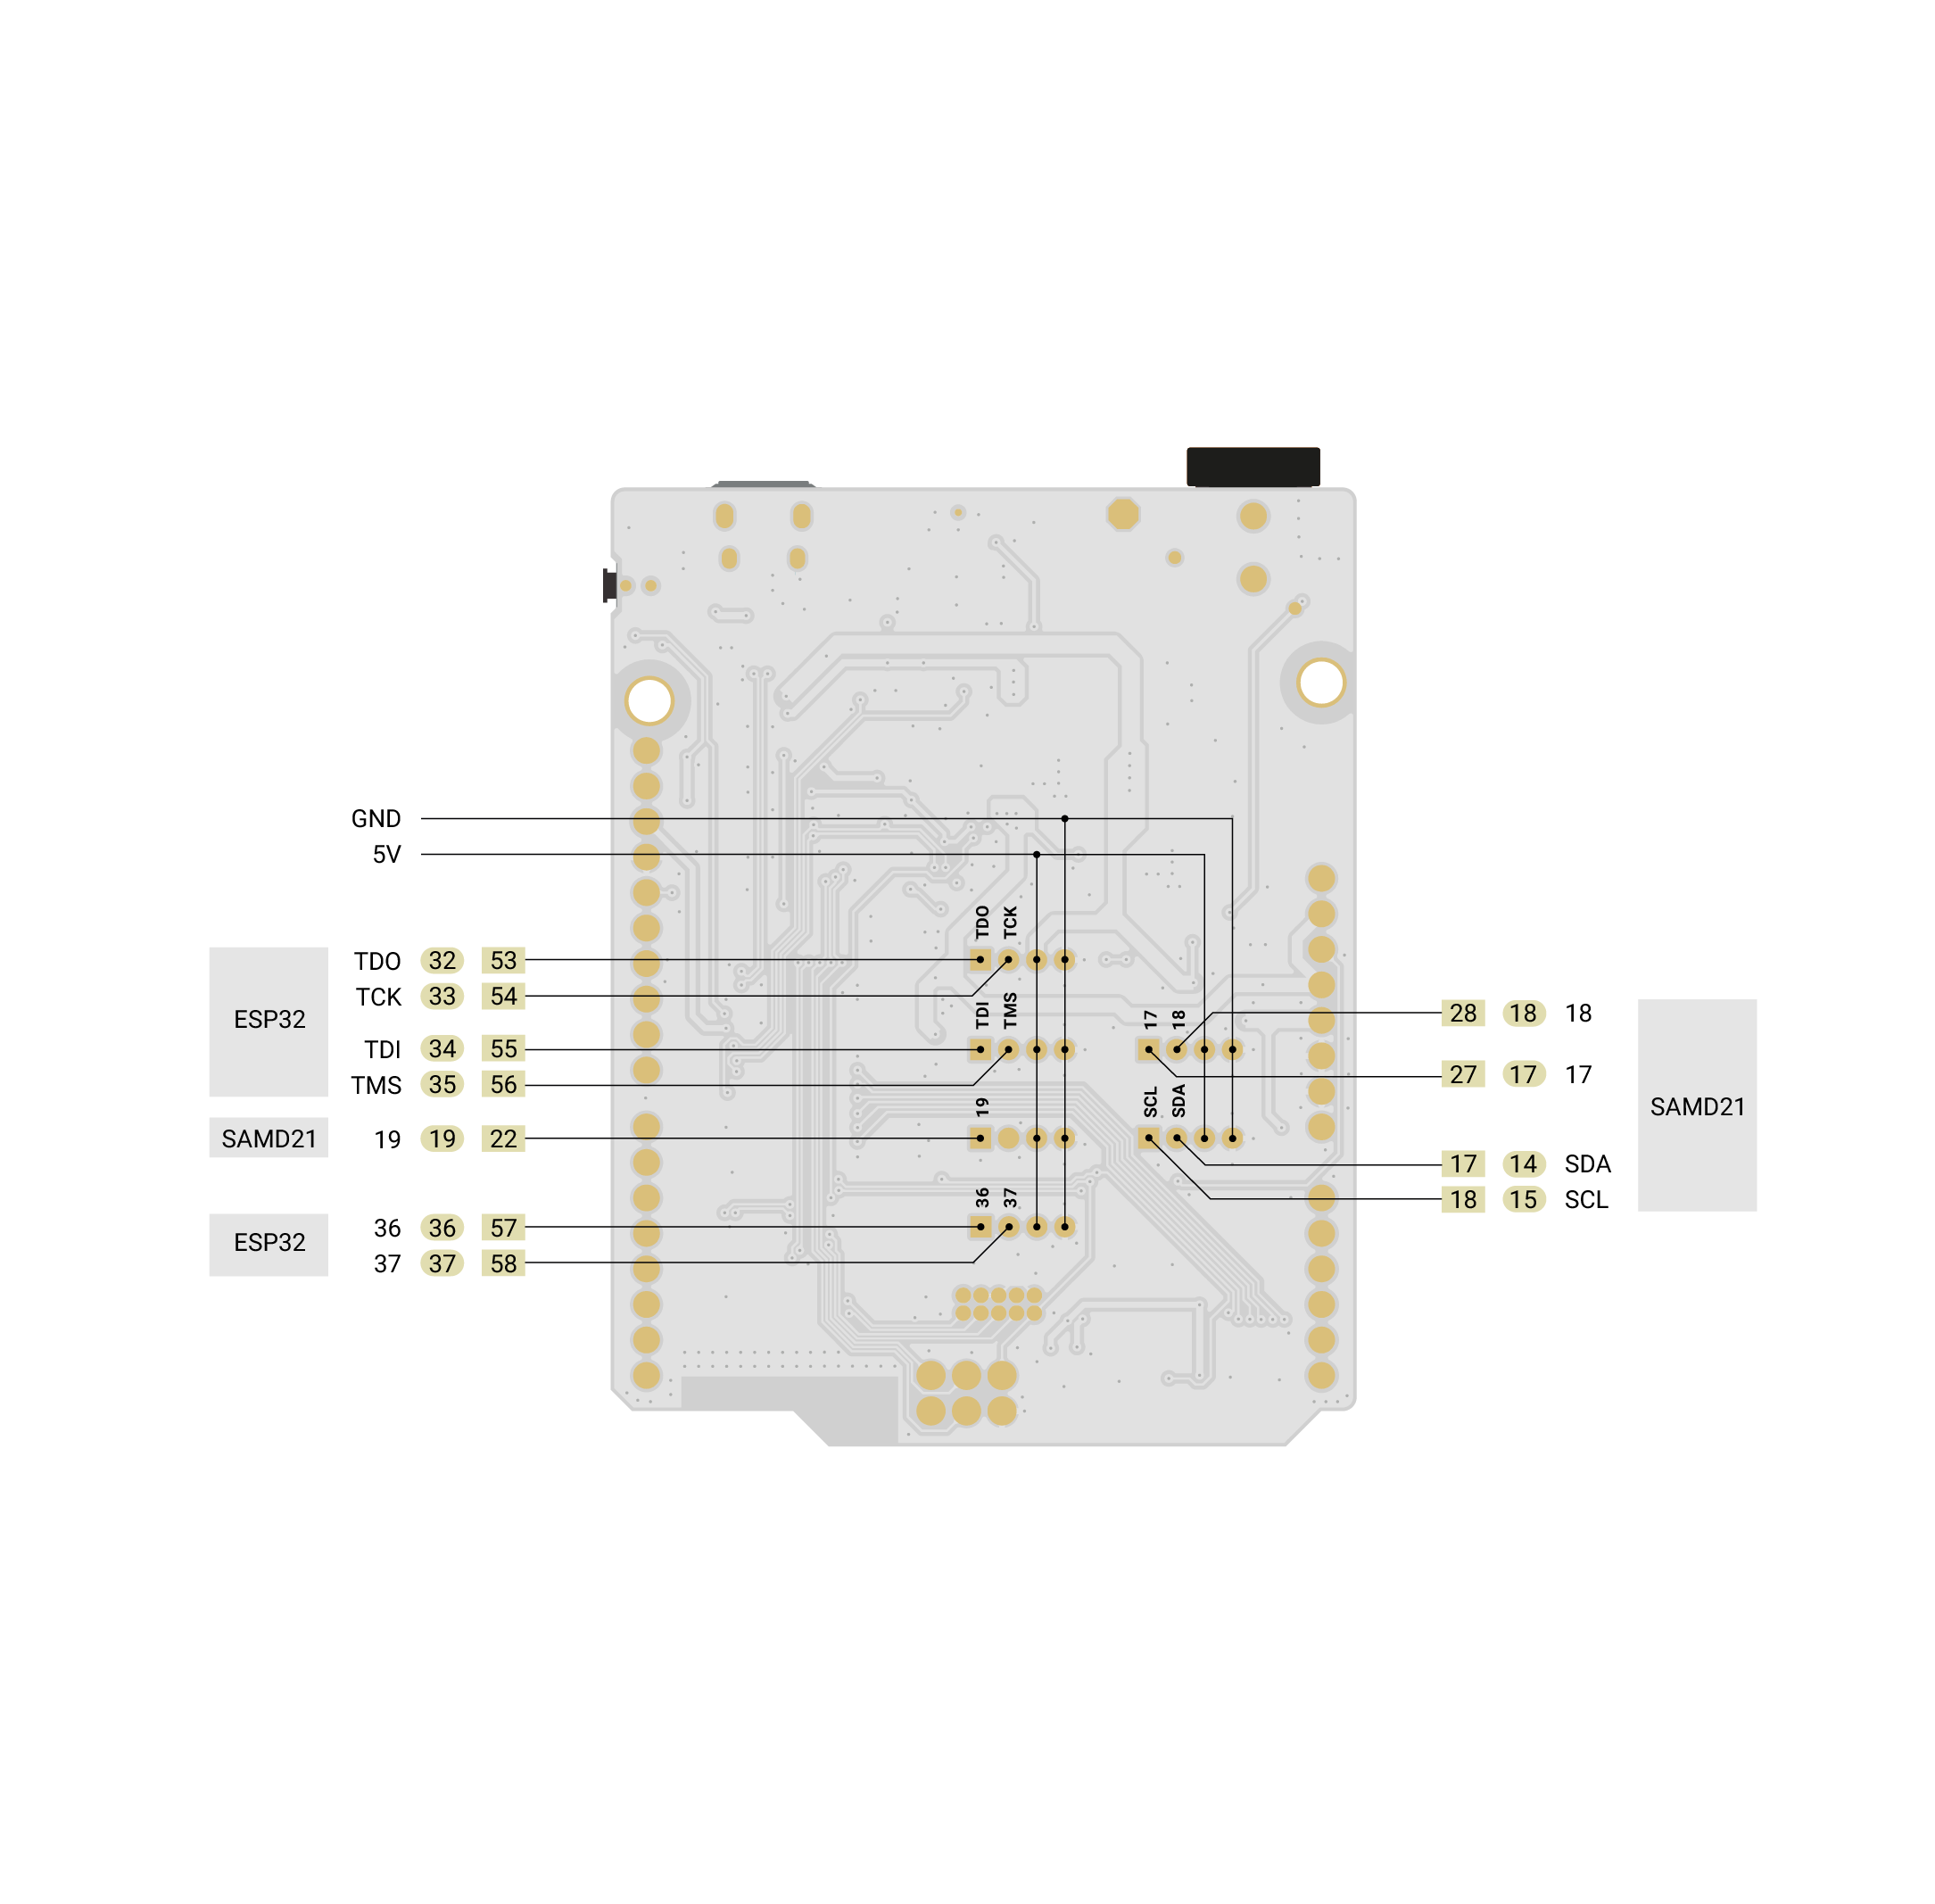 GND
5V
TDO TCK
ESP32
TDO 32 53
TCK 33 54
TDI TMS
TDI 34 55
TMS 35 56
17 18
28 18 18
27 17 17
SAMD21
SAMD21
19 19 22
19
SCL SDA
17 14 SDA
18 15 SCL
36 37
ESP32
36 36 57
37 37 58